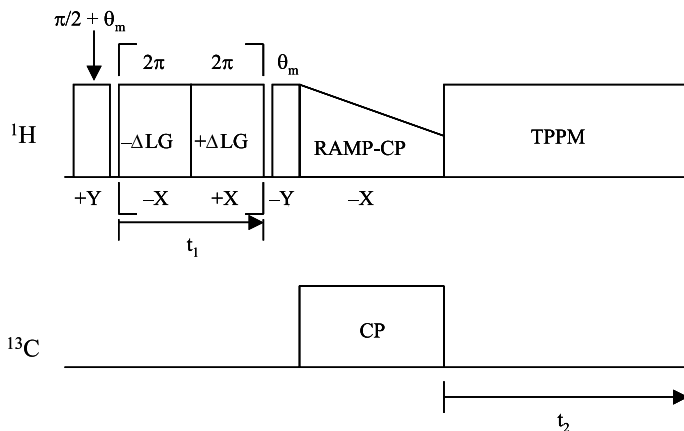 π/2 + θm
2π 2π θm
¹H –ΔLG +ΔLG RAMP-CP TPPM
+Y –X +X –Y –X
t₁
¹³C CP
t₂